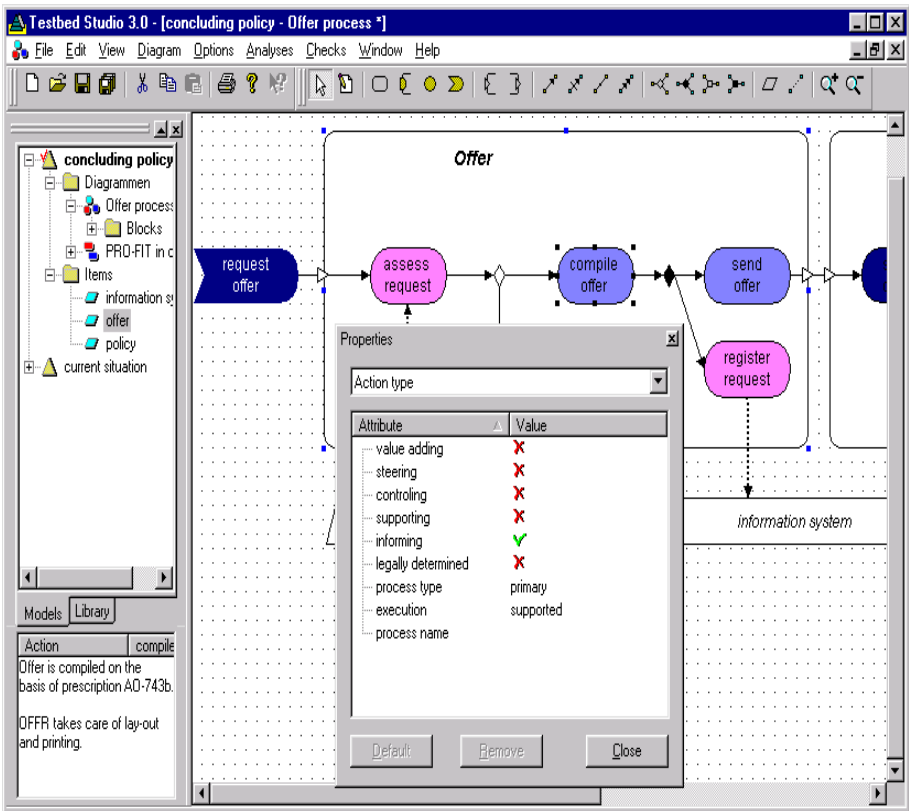 Testbed Studio 3.0 - [concluding policy - Offer process *]
File Edit View Diagram Options Analyses Checks Window Help
concluding policy
Diagrammen
Offer process
Blocks
PRO-FIT in c
Items
information sy
offer
policy
current situation
Models Library
Action compile
Offer is compiled on the
basis of prescription AO-743b.
OFFR takes care of lay-out
and printing.
Offer
request
offer
assess
request
compile
offer
send
offer
register
request
information system
Properties
Action type
Attribute Value
value adding
steering
controling
supporting
informing
legally determined
process type primary
execution supported
process name
Default Remove Close